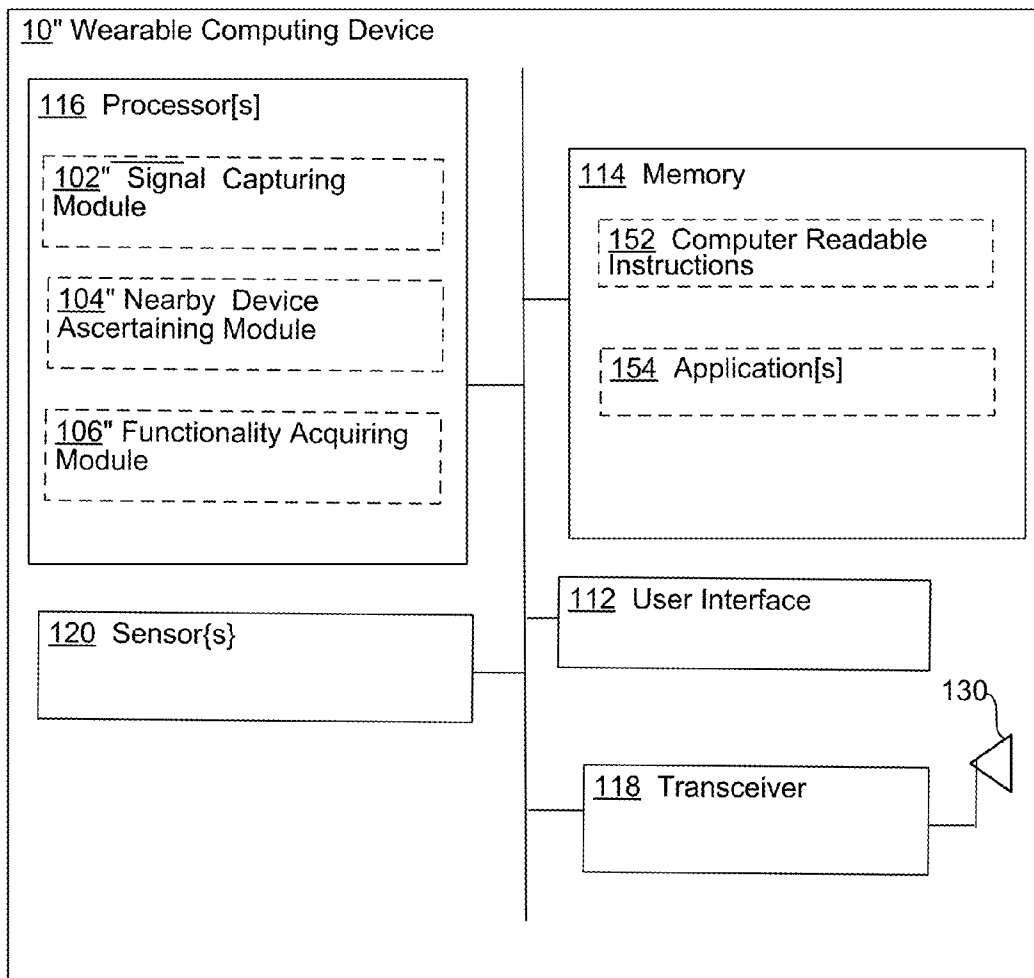 10" Wearable Computing Device
116 Processor[s]
102" Signal Capturing
Module
104" Nearby Device
Ascertaining Module
106" Functionality Acquiring
Module
114 Memory
152 Computer Readable
Instructions
154 Application[s]
120 Sensor{s}
112 User Interface
130
118 Transceiver